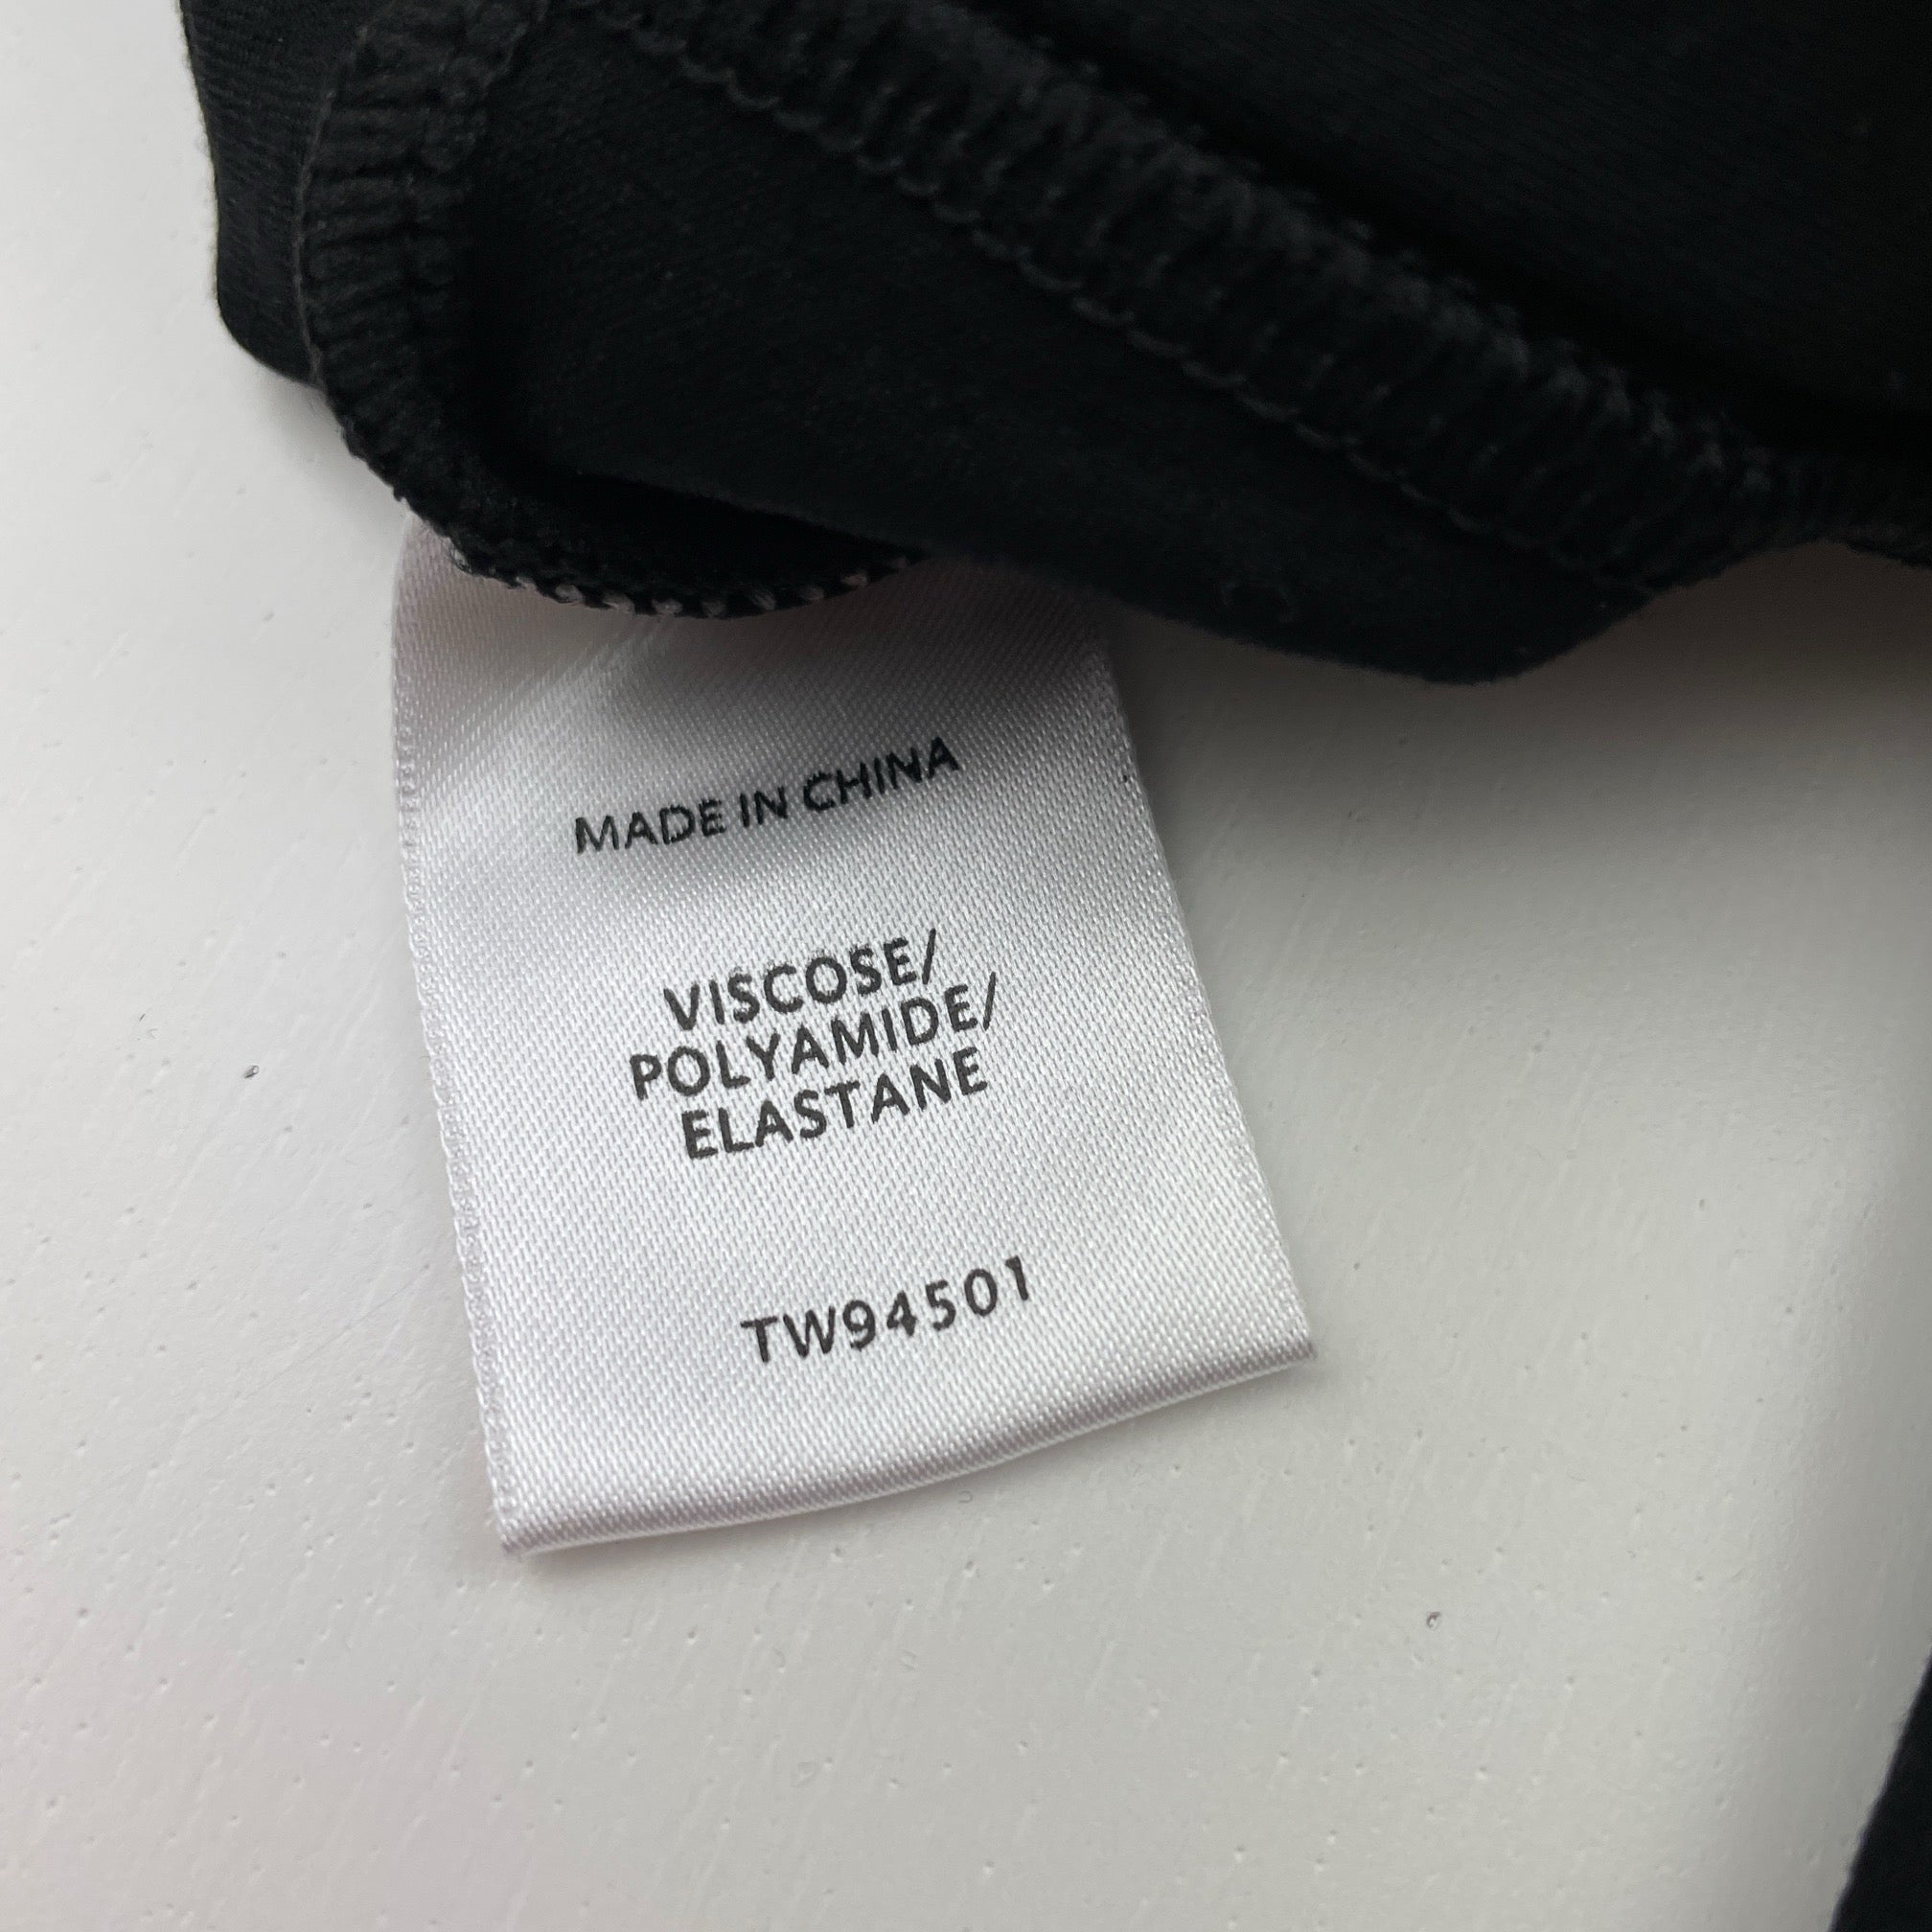 MADE IN CHINA
VISCOSE/
POLYAMIDE/
ELASTANE
TW94501